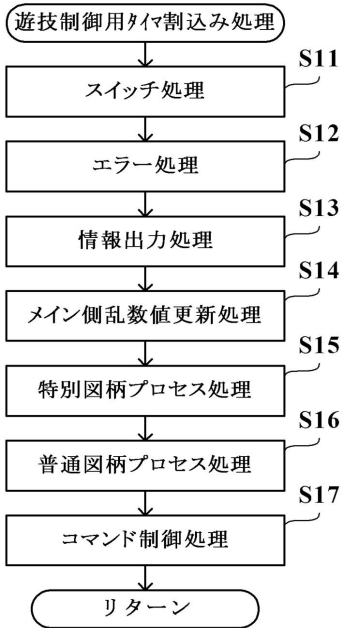 遊技制御用ﾀｲﾏ割込み処理
S11
スイッチ処理
S12
エラー処理
S13
情報出力処理
S14
メイン側乱数値更新処理
S15
特別図柄プロセス処理
S16
普通図柄プロセス処理
S17
コマンド制御処理
リターン